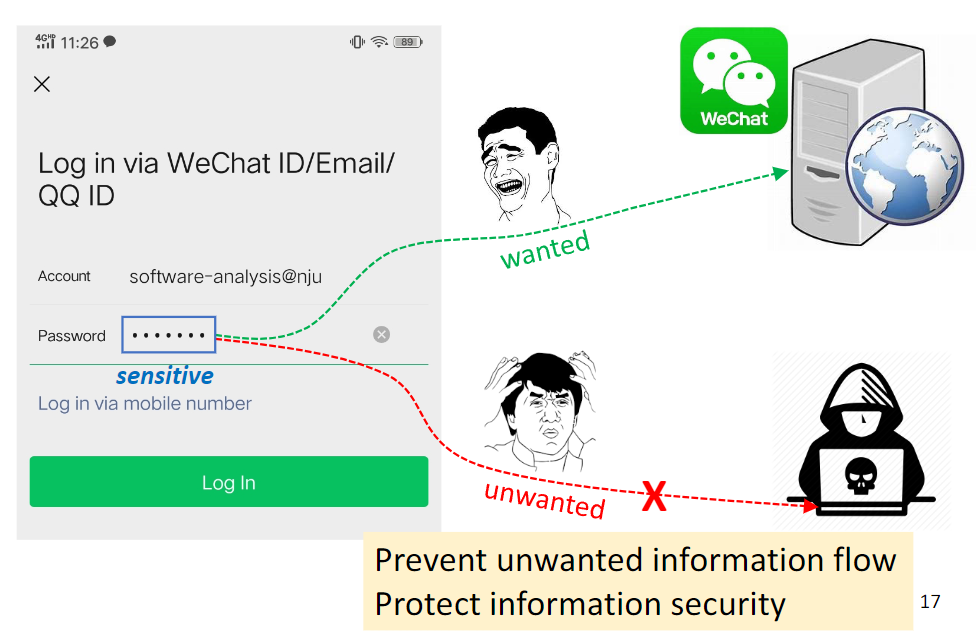 4GHD 11:26
89
Log in via WeChat ID/Email/
QQ ID
Account software-analysis@nju
Password •••••••
sensitive
Log in via mobile number
Log In
WeChat
wanted
unwanted X
Prevent unwanted information flow
Protect information security
17